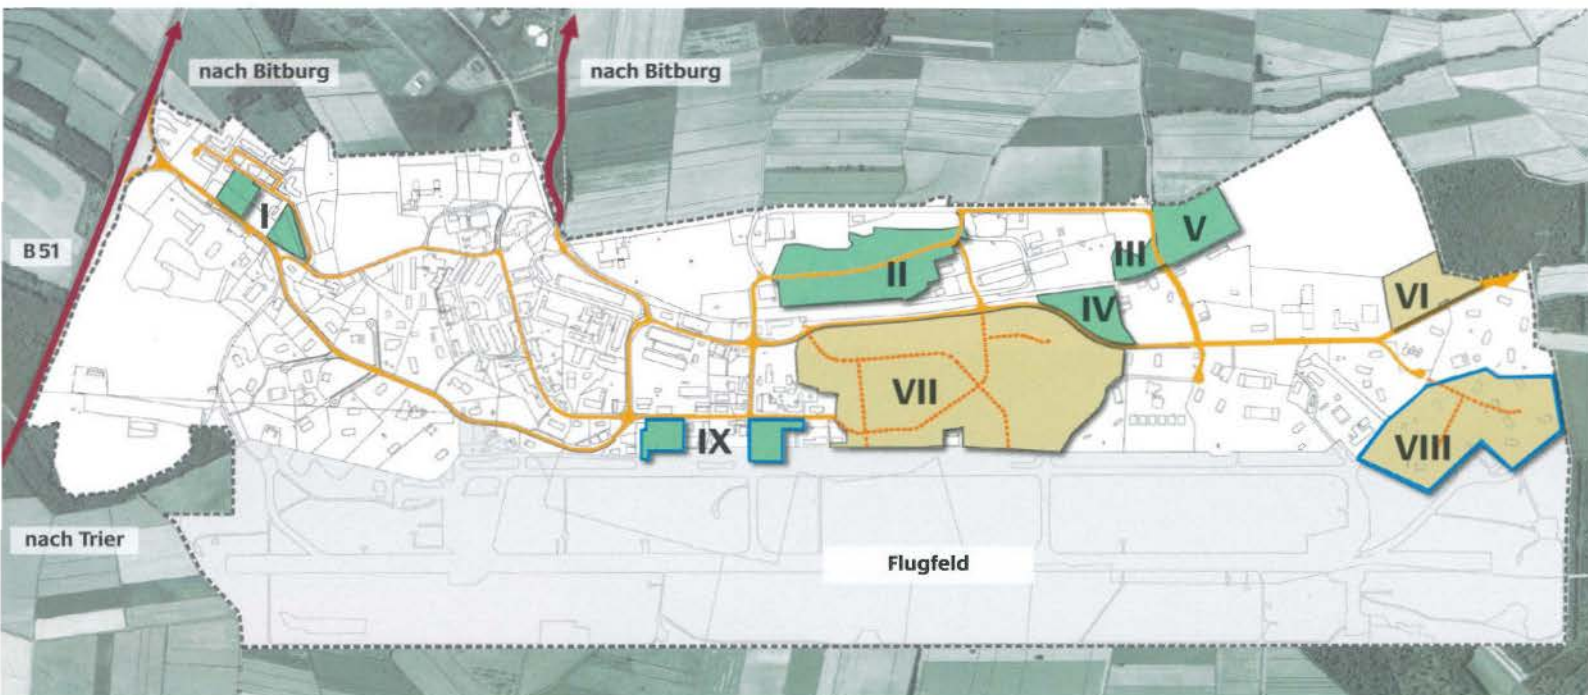 nach Bitburg
nach Bitburg
I
B 51
II
III
V
IV
VI
VII
IX
VIII
nach Trier
Flugfeld